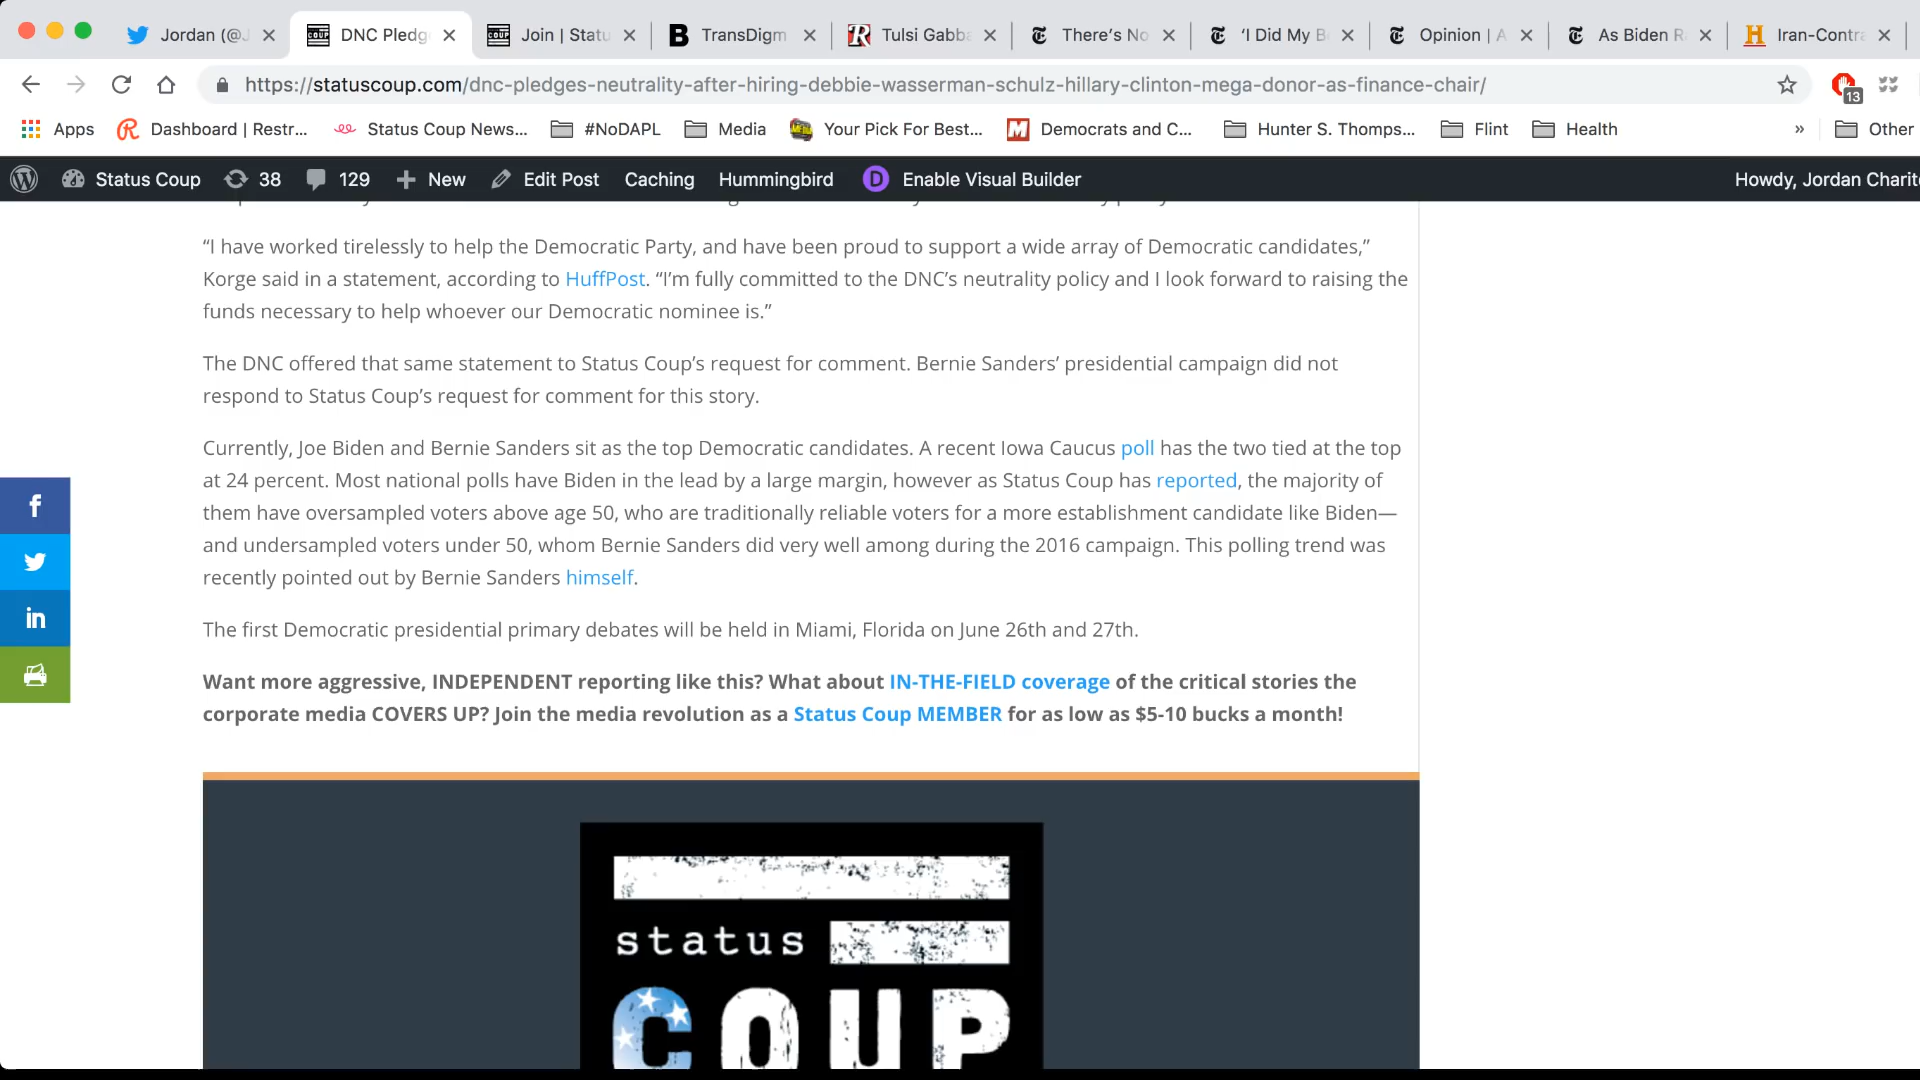 Jordan (@J
DNC Pledg
Join | Statu
TransDigm
Tulsi Gabba
There's No
'I Did My B
Opinion | A
As Biden R
Iran-Contra
https://statuscoup.com/dnc-pledges-neutrality-after-hiring-debbie-wasserman-schulz-hillary-clinton-mega-donor-as-finance-chair/
13
Apps
Dashboard | Restr...
Status Coup News...
#NoDAPL
Media
Your Pick For Best...
Democrats and C...
Hunter S. Thomps...
Flint
Health
»
Other
Status Coup
38
129
New
Edit Post
Caching
Hummingbird
Enable Visual Builder
Howdy, Jordan Charit
“I have worked tirelessly to help the Democratic Party, and have been proud to support a wide array of Democratic candidates,”
Korge said in a statement, according to HuffPost. “I’m fully committed to the DNC’s neutrality policy and I look forward to raising the
funds necessary to help whoever our Democratic nominee is.”
The DNC offered that same statement to Status Coup’s request for comment. Bernie Sanders’ presidential campaign did not
respond to Status Coup’s request for comment for this story.
Currently, Joe Biden and Bernie Sanders sit as the top Democratic candidates. A recent Iowa Caucus poll has the two tied at the top
at 24 percent. Most national polls have Biden in the lead by a large margin, however as Status Coup has reported, the majority of
them have oversampled voters above age 50, who are traditionally reliable voters for a more establishment candidate like Biden—
and undersampled voters under 50, whom Bernie Sanders did very well among during the 2016 campaign. This polling trend was
recently pointed out by Bernie Sanders himself.
The first Democratic presidential primary debates will be held in Miami, Florida on June 26th and 27th.
Want more aggressive, INDEPENDENT reporting like this? What about IN-THE-FIELD coverage of the critical stories the
corporate media COVERS UP? Join the media revolution as a Status Coup MEMBER for as low as $5-10 bucks a month!
status
COUP